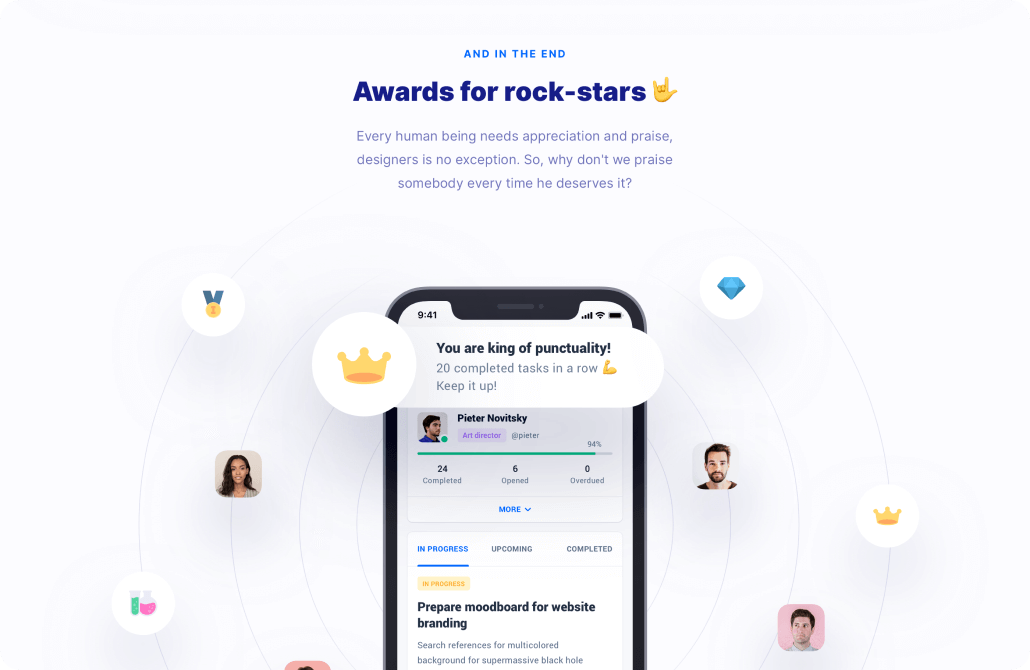 AND IN THE END
Awards for rock-stars🤟
Every human being needs appreciation and praise,
designers is no exception. So, why don't we praise
somebody every time he deserves it?
9:41
You are king of punctuality!
20 completed tasks in a row 💪
Keep it up!
Pieter Novitsky
Art director @pieter
94%
24 6 0
Completed Opened Overdued
MORE
IN PROGRESS UPCOMING COMPLETED
IN PROGRESS
Prepare moodboard for website
branding
Search references for multicolored
background for supermassive black hole